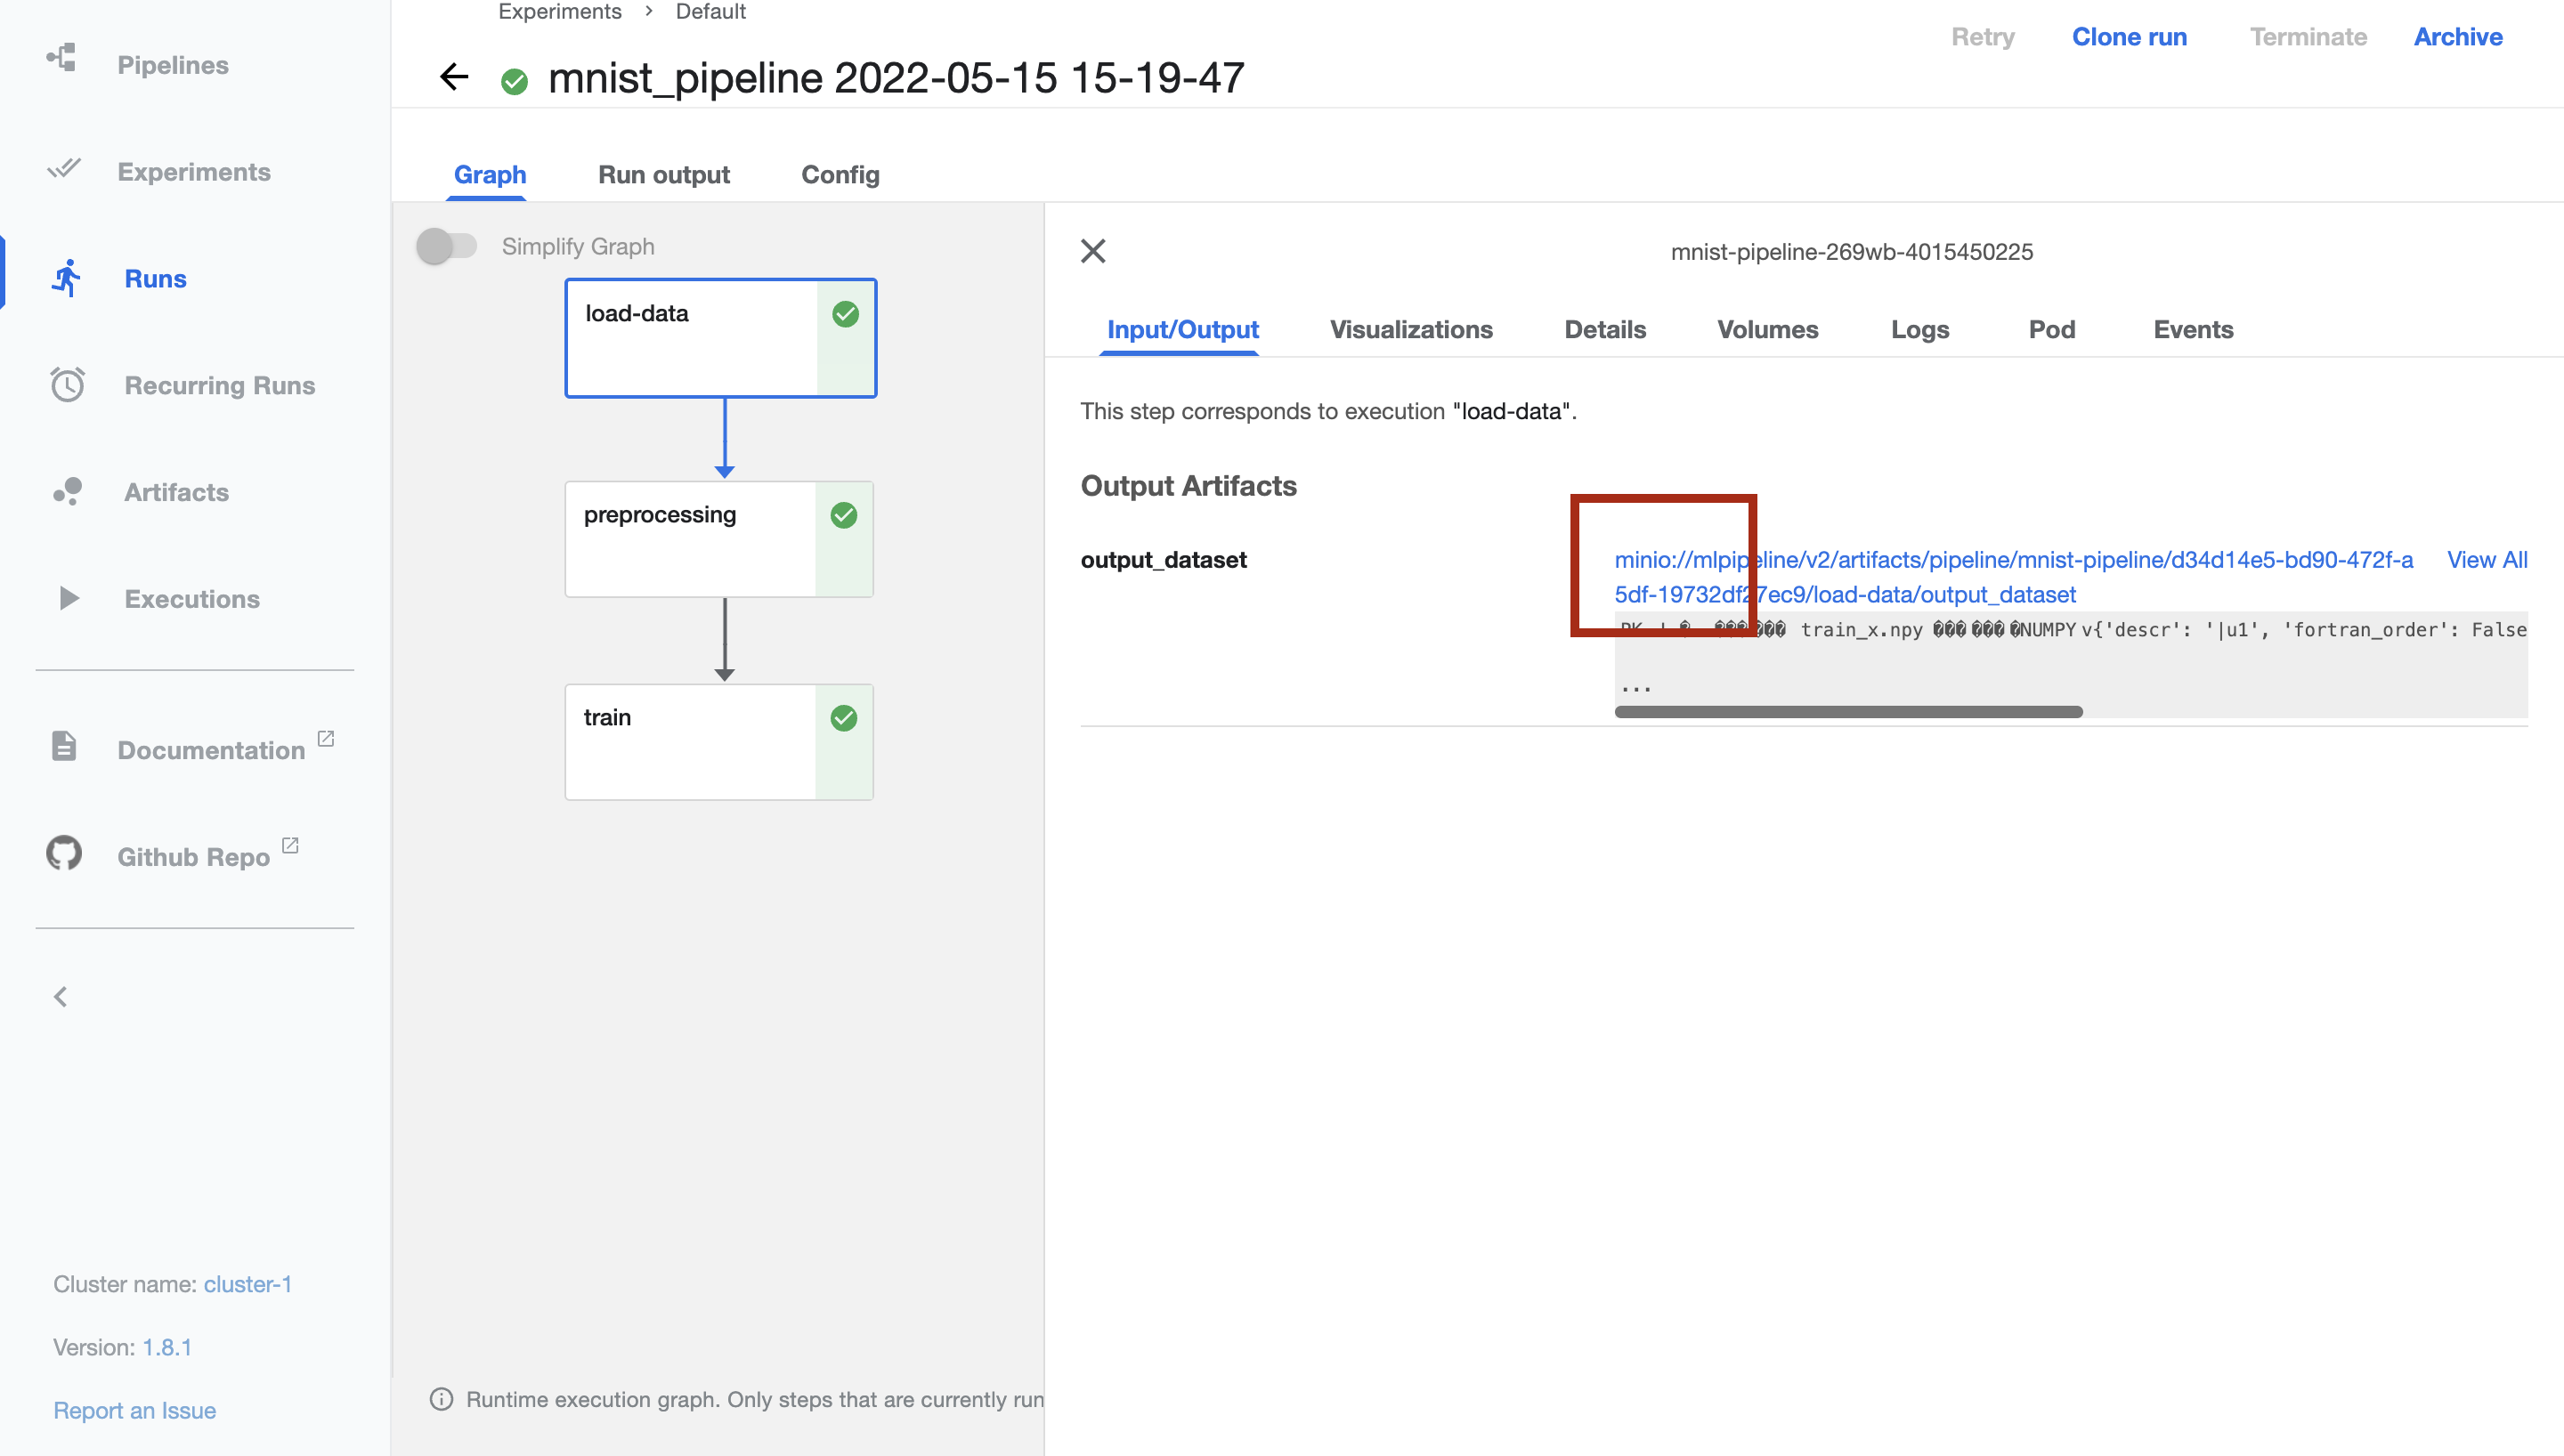 Pipelines
Experiments
Runs
Recurring Runs
Artifacts
Executions
Documentation
Github Repo
Cluster name: cluster-1
Version: 1.8.1
Report an Issue
Experiments > Default
mnist_pipeline 2022-05-15 15-19-47
Retry
Clone run
Terminate
Archive
Graph
Run output
Config
Simplify Graph
load-data
preprocessing
train
Runtime execution graph. Only steps that are currently run
mnist-pipeline-269wb-4015450225
Input/Output
Visualizations
Details
Volumes
Logs
Pod
Events
This step corresponds to execution "load-data".
Output Artifacts
output_dataset
minio://mlpipeline/v2/artifacts/pipeline/mnist-pipeline/d34d14e5-bd90-472f-a
5df-19732df27ec9/load-data/output_dataset
View All
train_x.npy ��� ��� �NUMPY v{'descr': '|u1', 'fortran_order': False
...